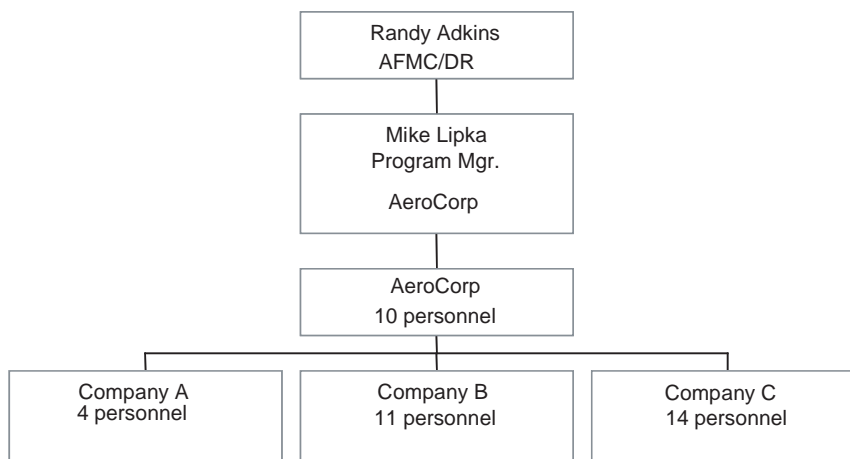 Randy Adkins
AFMC/DR
Mike Lipka
Program Mgr.
AeroCorp
AeroCorp
10 personnel
Company A
4 personnel
Company B
11 personnel
Company C
14 personnel